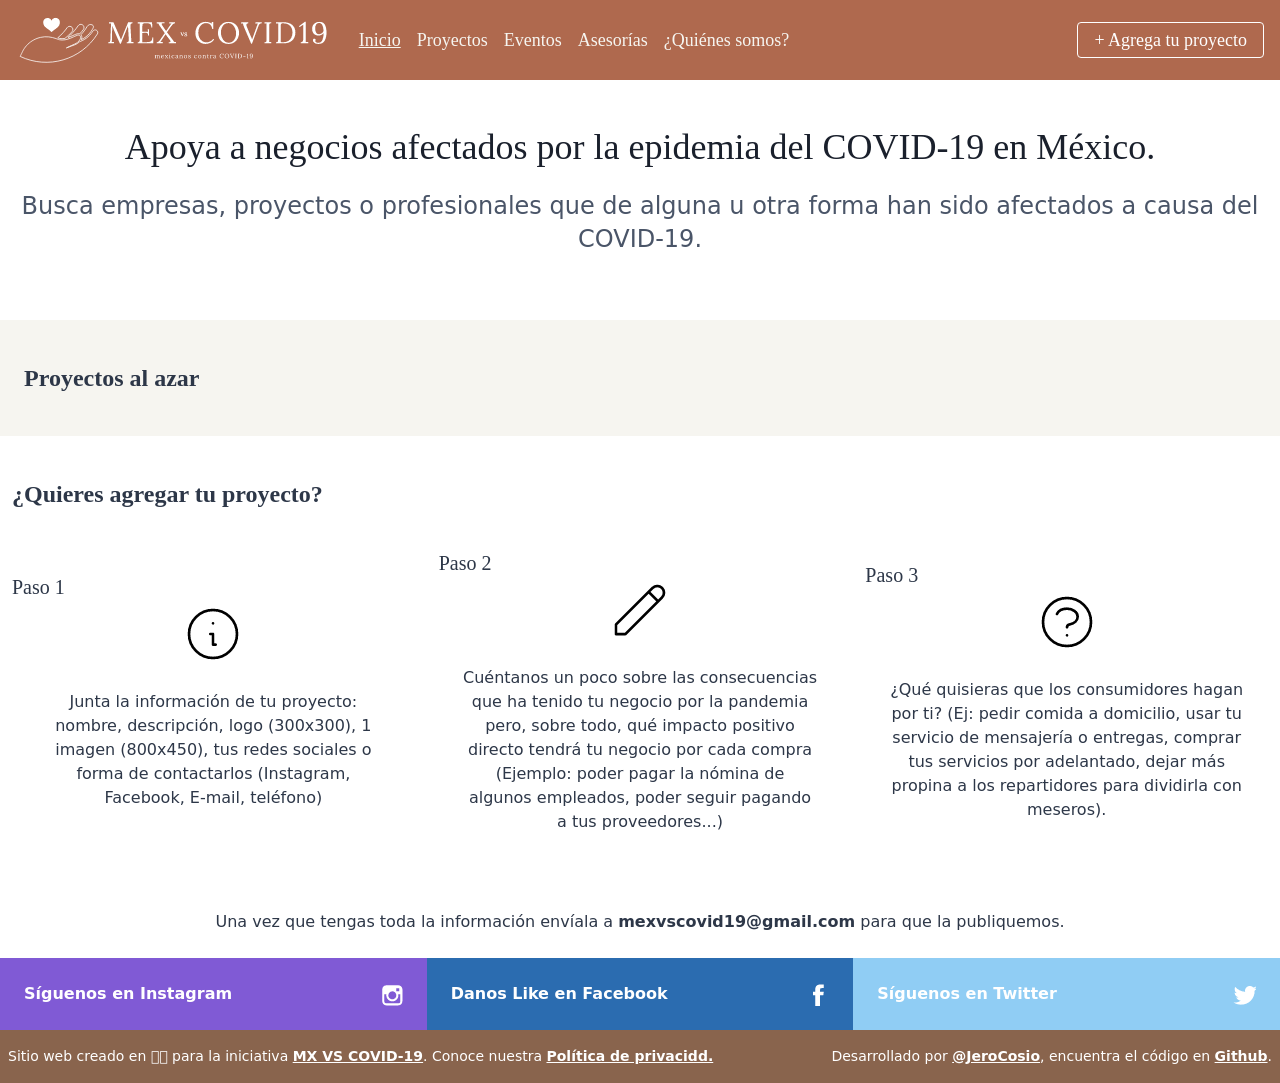 MEX vs COVID19
mexicanos contra COVID-19
Inicio Proyectos Eventos Asesorías ¿Quiénes somos?
+ Agrega tu proyecto
Apoya a negocios afectados por la epidemia del COVID-19 en México.
Busca empresas, proyectos o profesionales que de alguna u otra forma han sido afectados a causa del
COVID-19.
Proyectos al azar
¿Quieres agregar tu proyecto?
Paso 1
Junta la información de tu proyecto:
nombre, descripción, logo (300x300), 1
imagen (800x450), tus redes sociales o
forma de contactarlos (Instagram,
Facebook, E-mail, teléfono)
Paso 2
Cuéntanos un poco sobre las consecuencias
que ha tenido tu negocio por la pandemia
pero, sobre todo, qué impacto positivo
directo tendrá tu negocio por cada compra
(Ejemplo: poder pagar la nómina de
algunos empleados, poder seguir pagando
a tus proveedores...)
Paso 3
¿Qué quisieras que los consumidores hagan
por ti? (Ej: pedir comida a domicilio, usar tu
servicio de mensajería o entregas, comprar
tus servicios por adelantado, dejar más
propina a los repartidores para dividirla con
meseros).
Una vez que tengas toda la información envíala a mexvscovid19@gmail.com para que la publiquemos.
Síguenos en Instagram
Danos Like en Facebook
Síguenos en Twitter
Sitio web creado en para la iniciativa MX VS COVID-19. Conoce nuestra Política de privacidd.
Desarrollado por @JeroCosio, encuentra el código en Github.